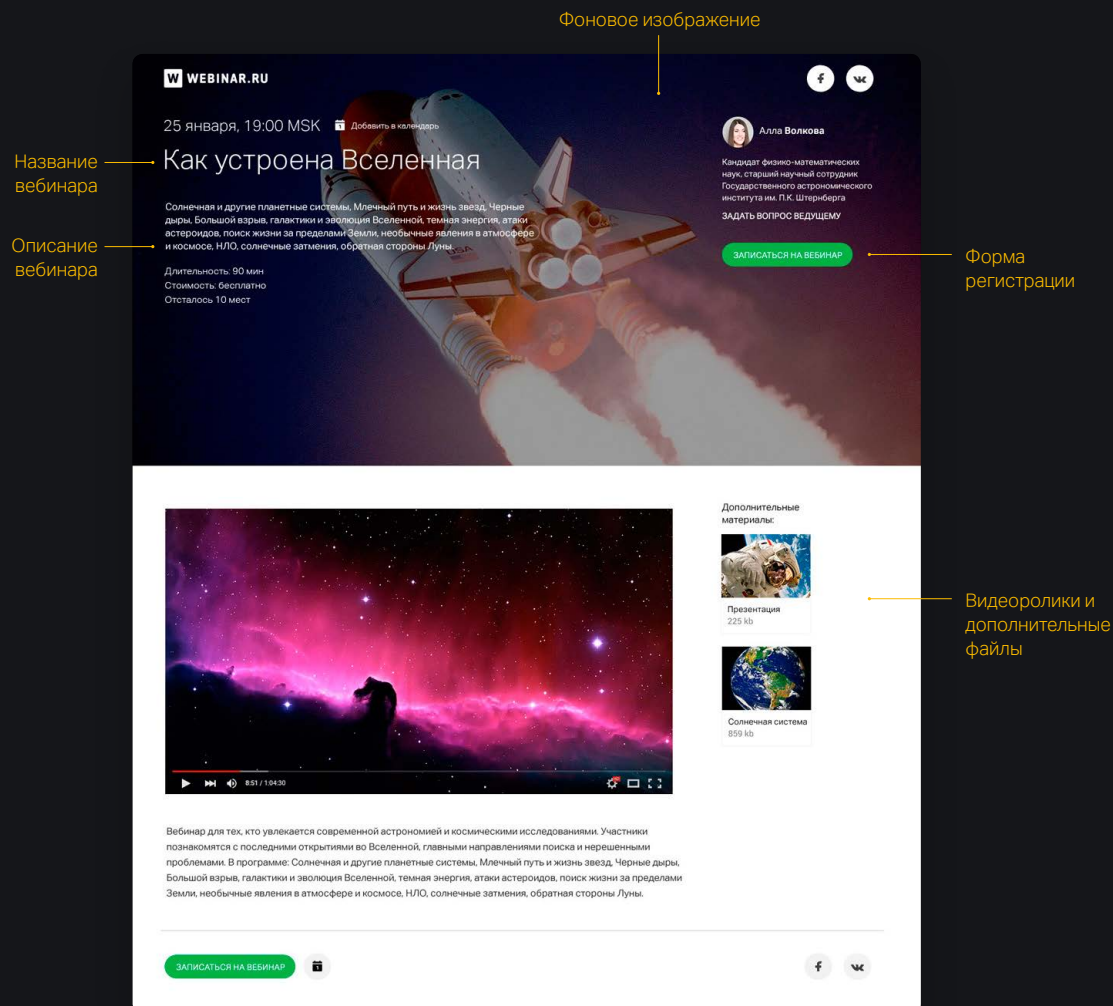 Фоновое изображение
W WEBINAR.RU
25 января, 19:00 MSK
Добавить в календарь
Название
вебинара
Как устроена Вселенная
Солнечная и другие планетные системы, Млечный путь и жизнь звезд, Черные
дыры, Большой взрыв, галактики и эволюция Вселенной, темная энергия, атаки
астероидов, поиск жизни за пределами Земли, необычные явления в атмосфере
и космосе, НЛО, солнечные затмения, обратная стороны Луны.
Описание
вебинара
Длительность: 90 мин
Стоимость: бесплатно
Отсталось 10 мест
Алла Волкова
Кандидат физико-математических
наук, старший научный сотрудник
Государственного астрономического
института им. П.К. Штернберга
ЗАДАТЬ ВОПРОС ВЕДУЩЕМУ
ЗАПИСАТЬСЯ НА ВЕБИНАР
Форма
регистрации
USA
8:51 / 1:04:30
Дополнительные
материалы:
Презентация
225 kb
Солнечная система
859 kb
Видеоролики и
дополнительные
файлы
Вебинар для тех, кто увлекается современной астрономией и космическими исследованиями. Участники
познакомятся с последними открытиями во Вселенной, главными направлениями поиска и нерешенными
проблемами. В программе: Солнечная и другие планетные системы, Млечный путь и жизнь звезд, Черные дыры,
Большой взрыв, галактики и эволюция Вселенной, темная энергия, атаки астероидов, поиск жизни за пределами
Земли, необычные явления в атмосфере и космосе, НЛО, солнечные затмения, обратная стороны Луны.
ЗАПИСАТЬСЯ НА ВЕБИНАР